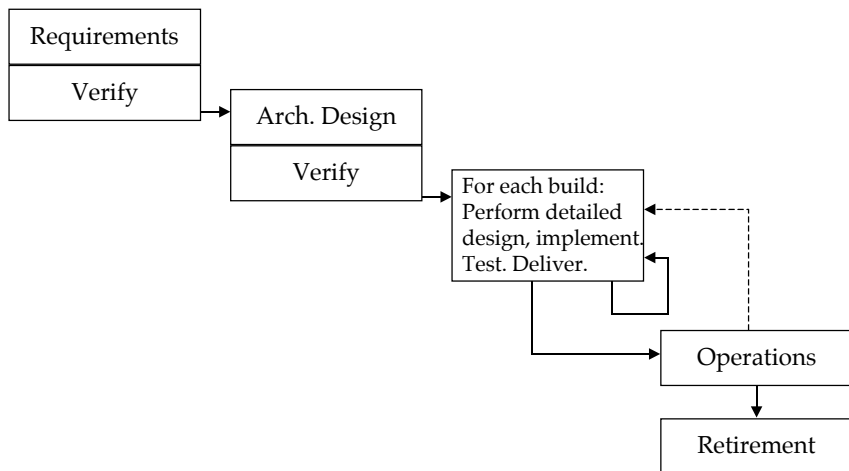 Requirements
Verify
Arch. Design
Verify
For each build:
Perform detailed
design, implement.
Test. Deliver.
Operations
Retirement